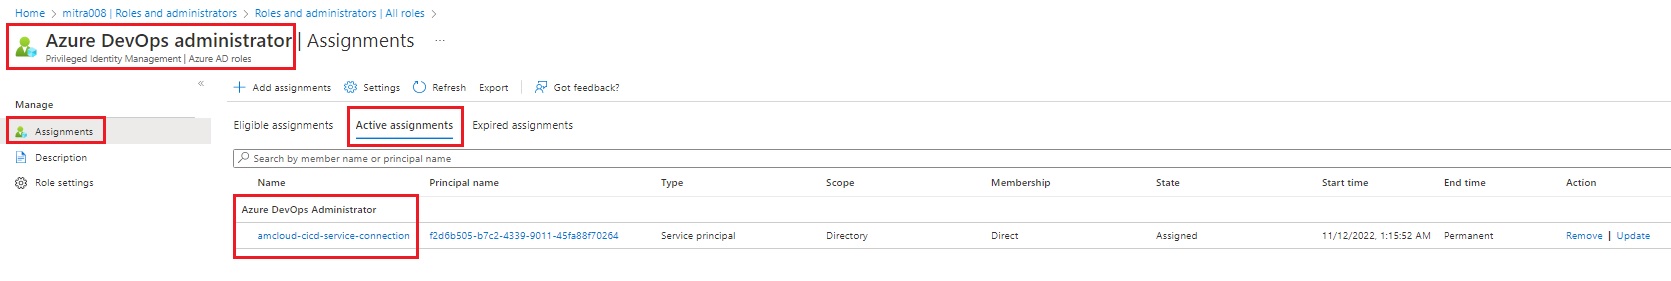 Home > mitra008 | Roles and administrators > Roles and administrators | All roles >
Azure DevOps administrator | Assignments ...
Privileged Identity Management | Azure AD roles
«
Manage
Assignments
Description
Role settings
Add assignments Settings Refresh Export Got feedback?
Eligible assignments Active assignments Expired assignments
Search by member name or principal name
Name Principal name Type Scope Membership State Start time End time Action
Azure DevOps Administrator
amcloud-cicd-service-connection f2d6b505-b7c2-4339-9011-45fa88f70264 Service principal Directory Direct Assigned 11/12/2022, 1:15:52 AM Permanent Remove | Update